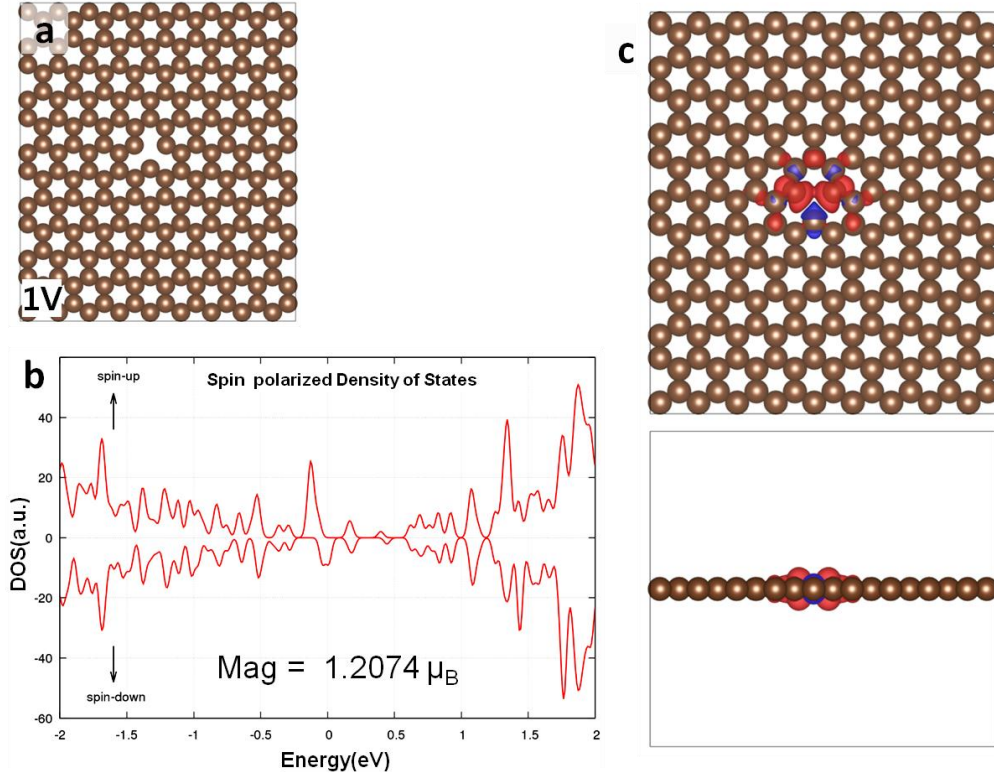 a
1V
b
spin-up
Spin polarized Density of States
40
20
0
-20
-40
-60
DOS(a.u.)
Mag = 1.2074 μB
spin-down
-2 -1.5 -1 -0.5 0 0.5 1 1.5 2
Energy(eV)
c